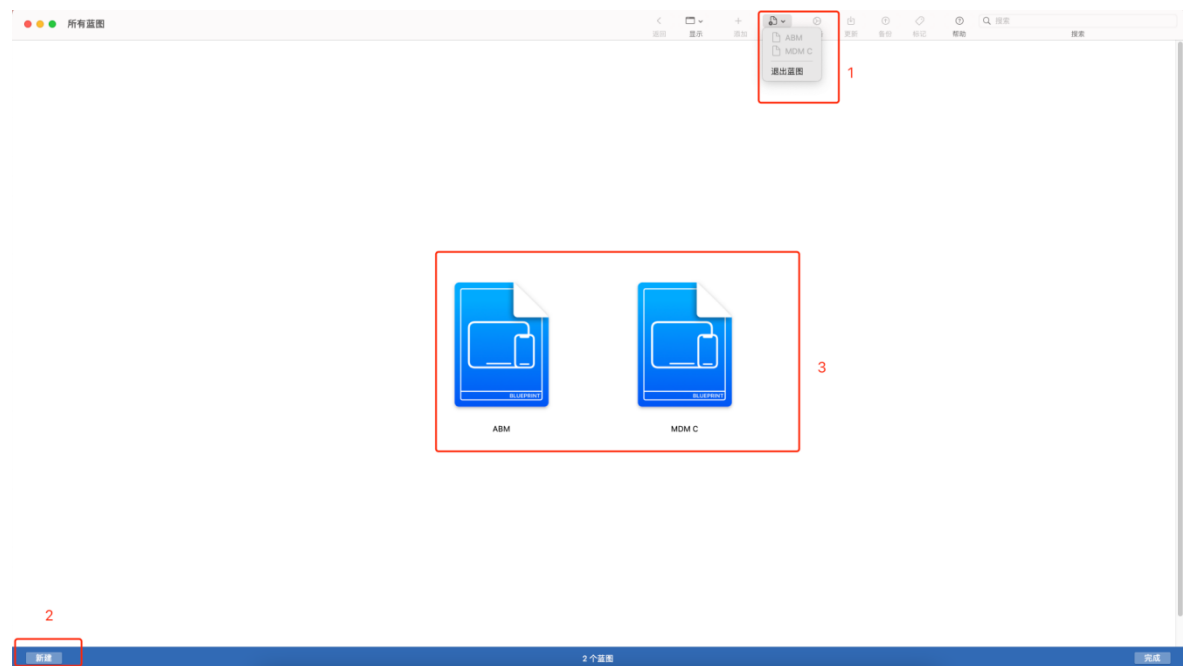 所有蓝图
返回
显示
添加
更新
备份
标记
帮助
搜索
搜索
ABM
MDM C
退出蓝图
1
BLUEPRINT
BLUEPRINT
ABM
MDM C
3
2
新建
2 个蓝图
完成